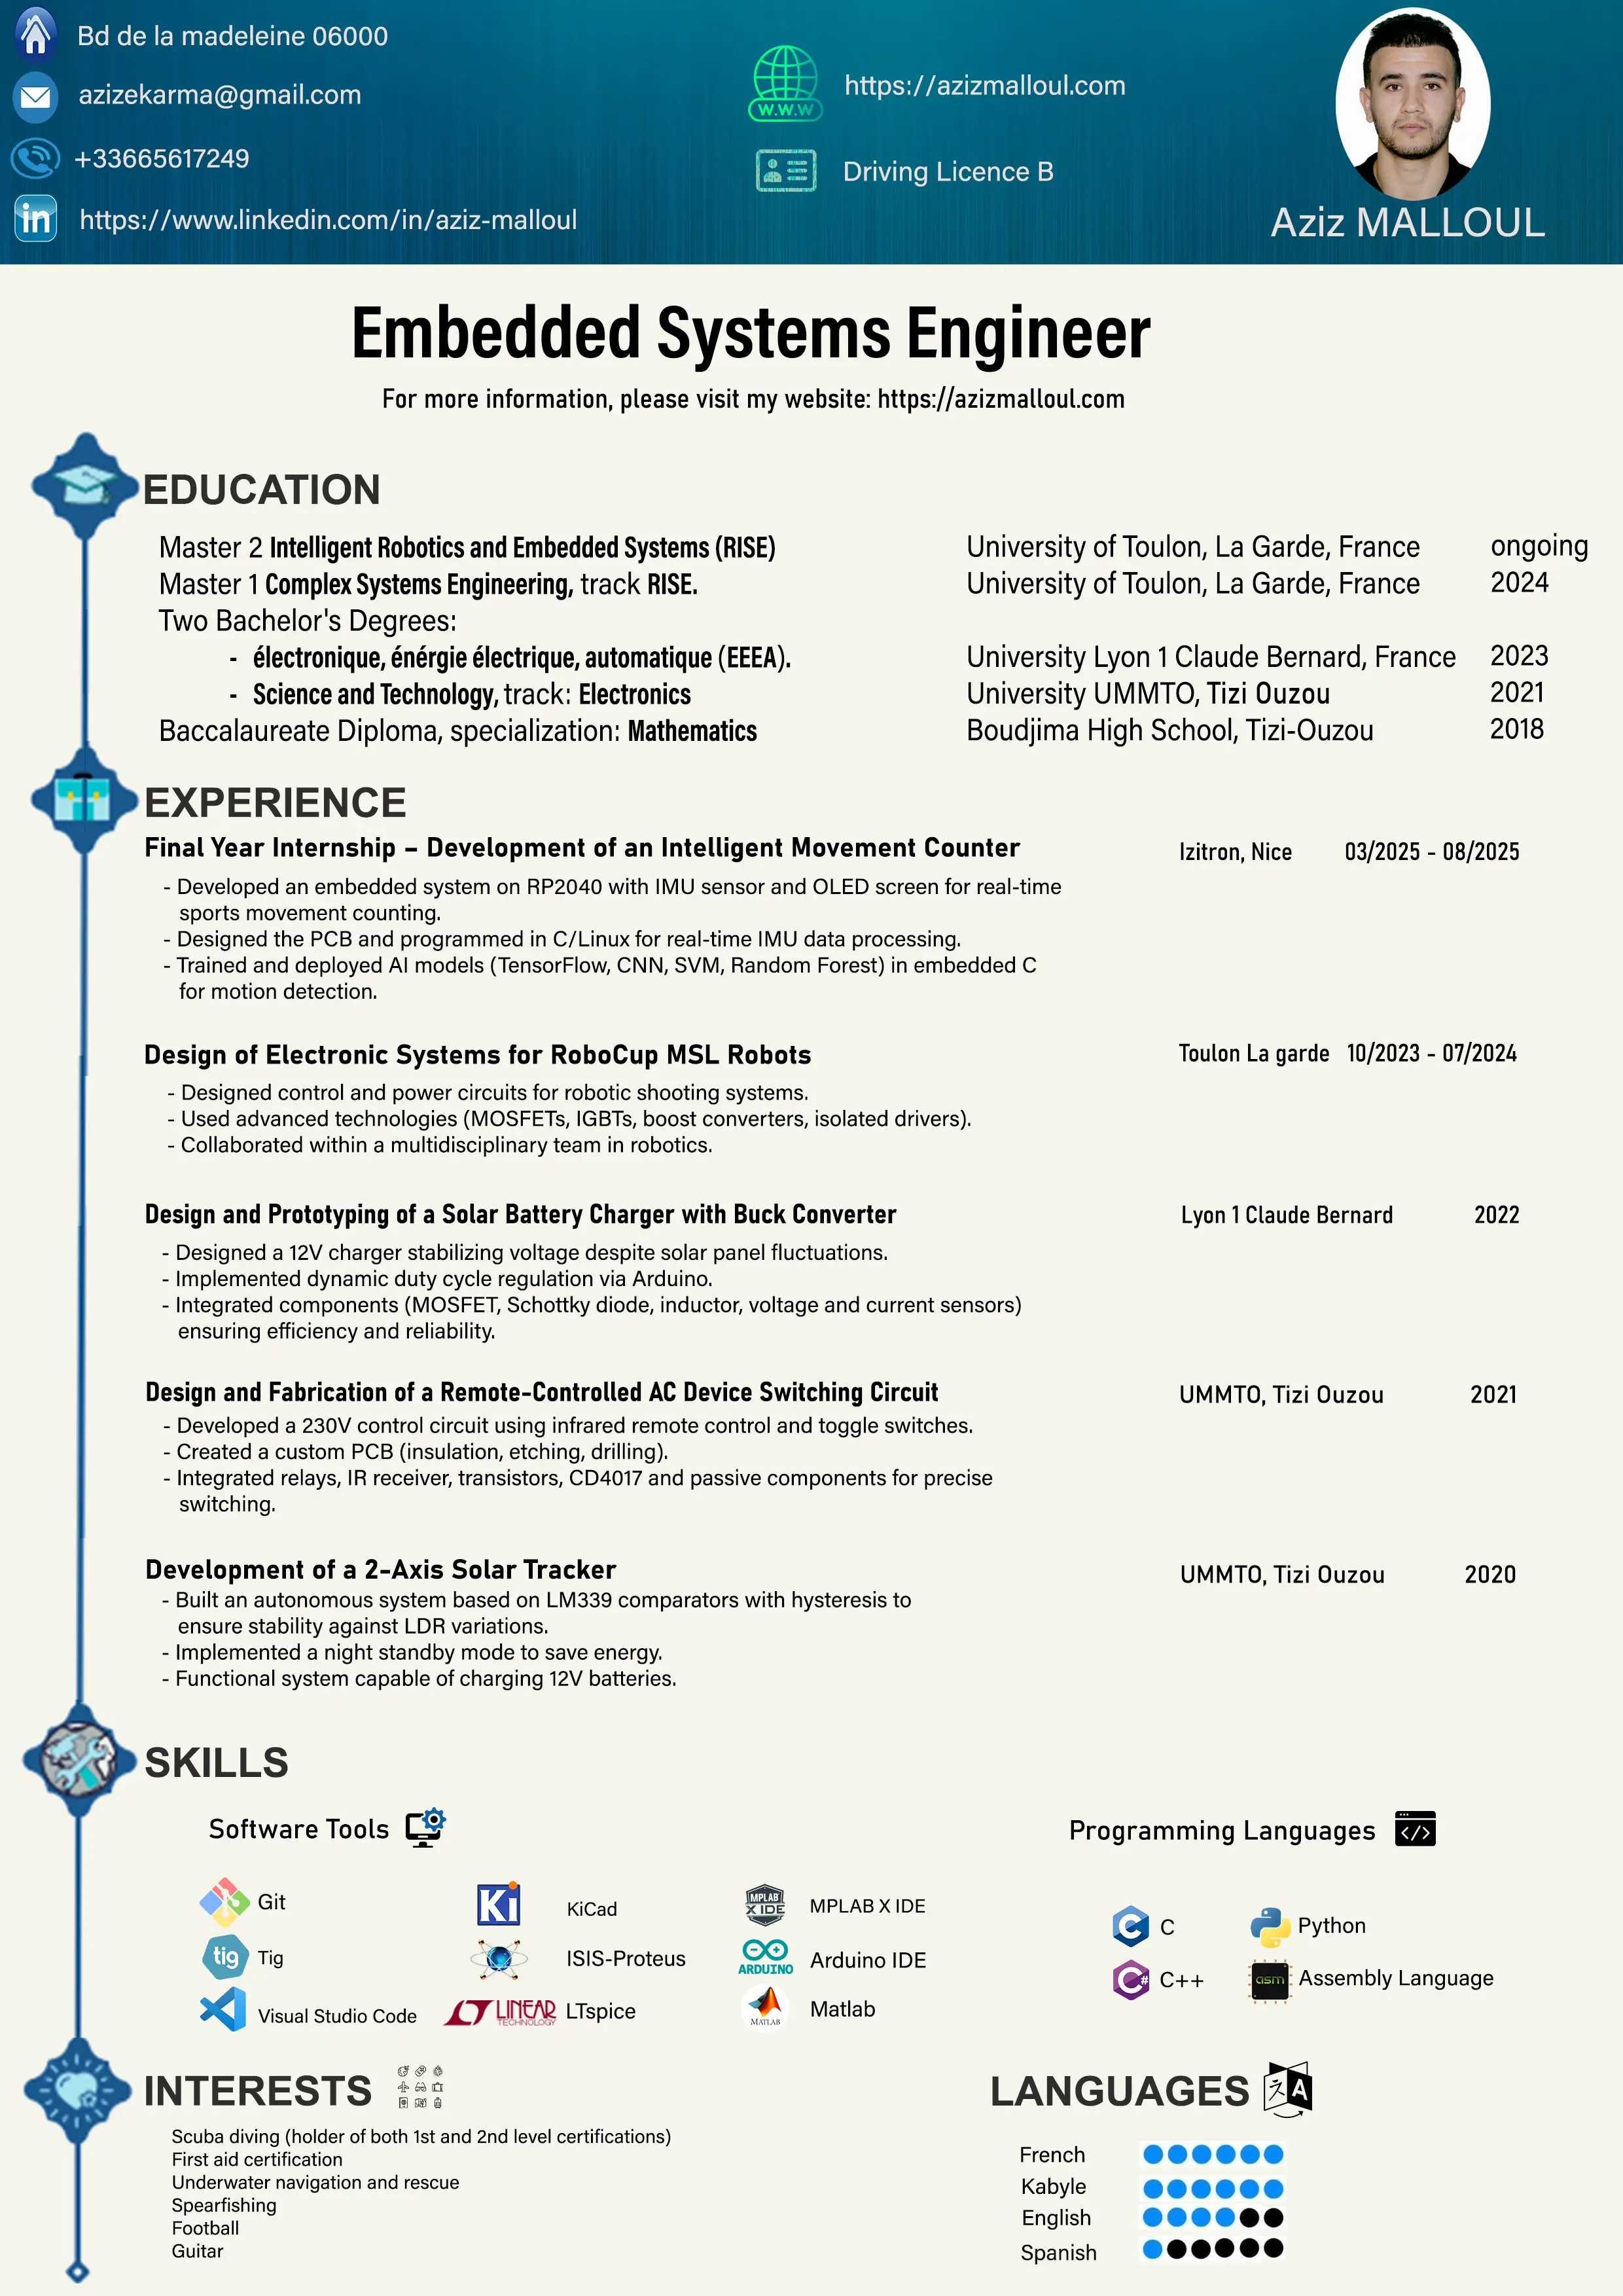 Bd de la madeleine 06000
azizekarma@gmail.com
+33665617249
https://www.linkedin.com/in/aziz-malloul
W.W.W
https://azizmalloul.com
Driving Licence B
Aziz MALLOUL
Embedded Systems Engineer
For more information, please visit my website: https://azizmalloul.com
EDUCATION
Master 2 Intelligent Robotics and Embedded Systems (RISE) University of Toulon, La Garde, France ongoing
Master 1 Complex Systems Engineering, track RISE. University of Toulon, La Garde, France 2024
Two Bachelor's Degrees:
- électronique, énérgie électrique, automatique (EEEA). University Lyon 1 Claude Bernard, France 2023
- Science and Technology, track: Electronics University UMMTO, Tizi Ouzou 2021
Baccalaureate Diploma, specialization: Mathematics Boudjima High School, Tizi-Ouzou 2018
EXPERIENCE
Final Year Internship – Development of an Intelligent Movement Counter Izitron, Nice 03/2025 - 08/2025
- Developed an embedded system on RP2040 with IMU sensor and OLED screen for real-time
sports movement counting.
- Designed the PCB and programmed in C/Linux for real-time IMU data processing.
- Trained and deployed AI models (TensorFlow, CNN, SVM, Random Forest) in embedded C
for motion detection.
Design of Electronic Systems for RoboCup MSL Robots Toulon La garde 10/2023 - 07/2024
- Designed control and power circuits for robotic shooting systems.
- Used advanced technologies (MOSFETs, IGBTs, boost converters, isolated drivers).
- Collaborated within a multidisciplinary team in robotics.
Design and Prototyping of a Solar Battery Charger with Buck Converter Lyon 1 Claude Bernard 2022
- Designed a 12V charger stabilizing voltage despite solar panel fluctuations.
- Implemented dynamic duty cycle regulation via Arduino.
- Integrated components (MOSFET, Schottky diode, inductor, voltage and current sensors)
ensuring efficiency and reliability.
Design and Fabrication of a Remote-Controlled AC Device Switching Circuit UMMTO, Tizi Ouzou 2021
- Developed a 230V control circuit using infrared remote control and toggle switches.
- Created a custom PCB (insulation, etching, drilling).
- Integrated relays, IR receiver, transistors, CD4017 and passive components for precise
switching.
Development of a 2-Axis Solar Tracker UMMTO, Tizi Ouzou 2020
- Built an autonomous system based on LM339 comparators with hysteresis to
ensure stability against LDR variations.
- Implemented a night standby mode to save energy.
- Functional system capable of charging 12V batteries.
SKILLS
Software Tools
Git
tig Tig
Visual Studio Code
Ki KiCad
ISIS-Proteus
LINEAR TECHNOLOGY LTspice
MPLAB X IDE MPLAB X IDE
ARDUINO Arduino IDE
MATLAB Matlab
Programming Languages
C C
C# C++
Python
asm Assembly Language
INTERESTS
Scuba diving (holder of both 1st and 2nd level certifications)
First aid certification
Underwater navigation and rescue
Spearfishing
Football
Guitar
LANGUAGES
French
Kabyle
English
Spanish